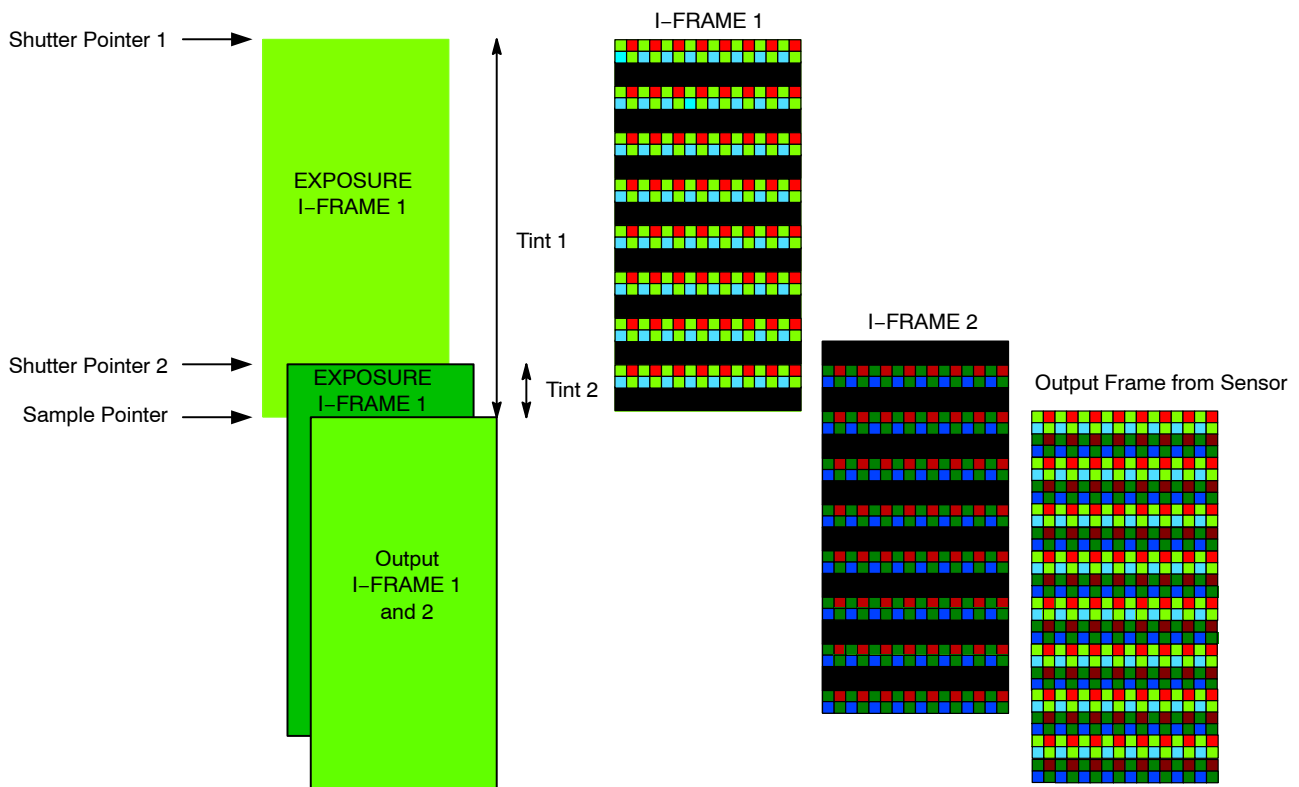 I−FRAME 1
Shutter Pointer 1
EXPOSURE
I−FRAME 1
Tint 1
I−FRAME 2
Shutter Pointer 2
EXPOSURE
I−FRAME 1
Tint 2
Output Frame from Sensor
Sample Pointer
Output
I−FRAME 1
and 2